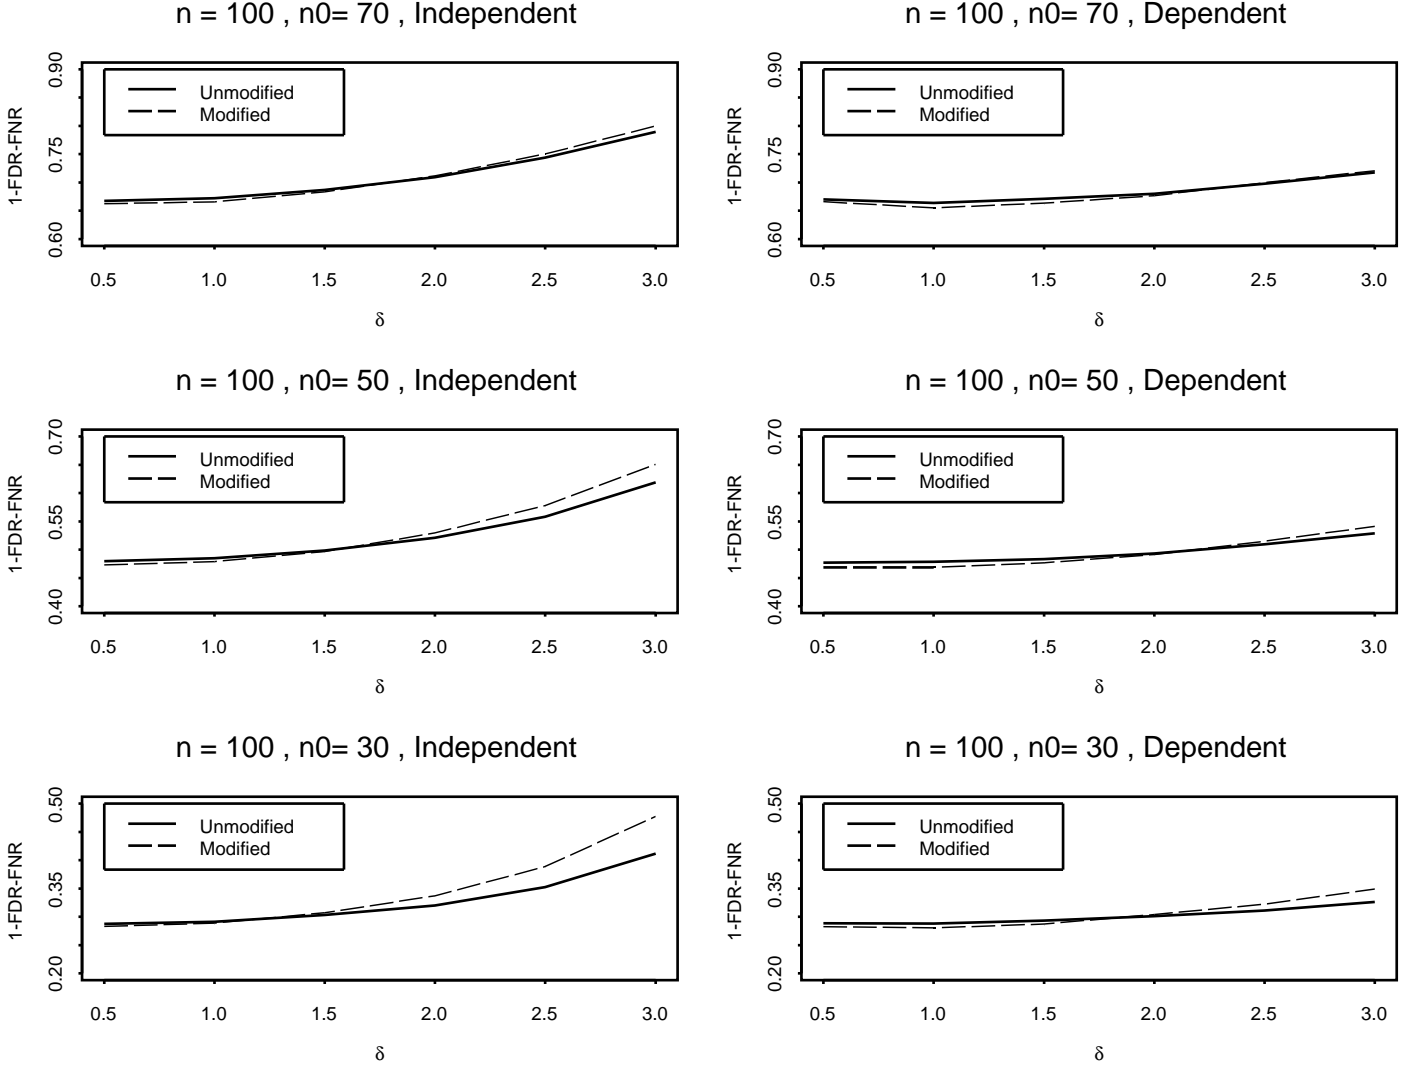 n = 100 , n0= 70 , Independent
1-FDR-FNR
0.90
0.75
0.60
Unmodified
Modified
0.5 1.0 1.5 2.0 2.5 3.0
δ
n = 100 , n0= 70 , Dependent
1-FDR-FNR
0.90
0.75
0.60
Unmodified
Modified
0.5 1.0 1.5 2.0 2.5 3.0
δ
n = 100 , n0= 50 , Independent
1-FDR-FNR
0.70
0.55
0.40
Unmodified
Modified
0.5 1.0 1.5 2.0 2.5 3.0
δ
n = 100 , n0= 50 , Dependent
1-FDR-FNR
0.70
0.55
0.40
Unmodified
Modified
0.5 1.0 1.5 2.0 2.5 3.0
δ
n = 100 , n0= 30 , Independent
1-FDR-FNR
0.50
0.35
0.20
Unmodified
Modified
0.5 1.0 1.5 2.0 2.5 3.0
δ
n = 100 , n0= 30 , Dependent
1-FDR-FNR
0.50
0.35
0.20
Unmodified
Modified
0.5 1.0 1.5 2.0 2.5 3.0
δ